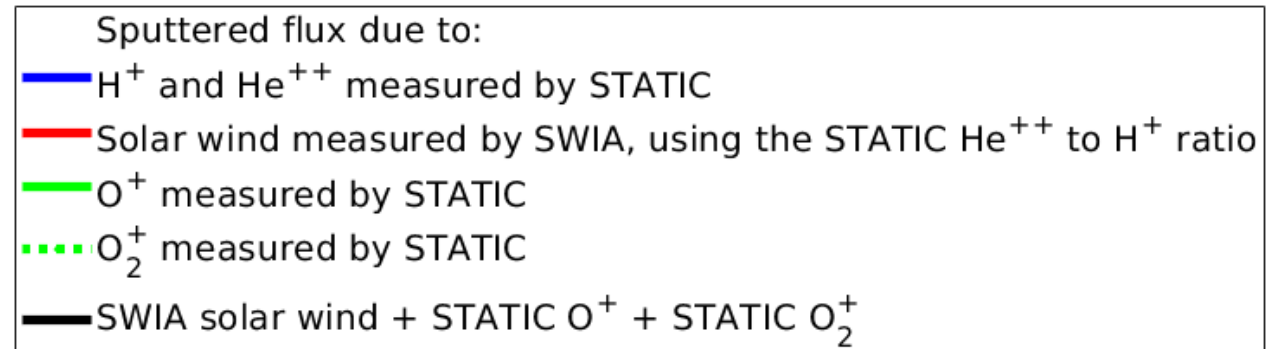 Sputtered flux due to:
H⁺ and He⁺⁺ measured by STATIC
Solar wind measured by SWIA, using the STATIC He⁺⁺ to H⁺ ratio
O⁺ measured by STATIC
O₂⁺ measured by STATIC
SWIA solar wind + STATIC O⁺ + STATIC O₂⁺